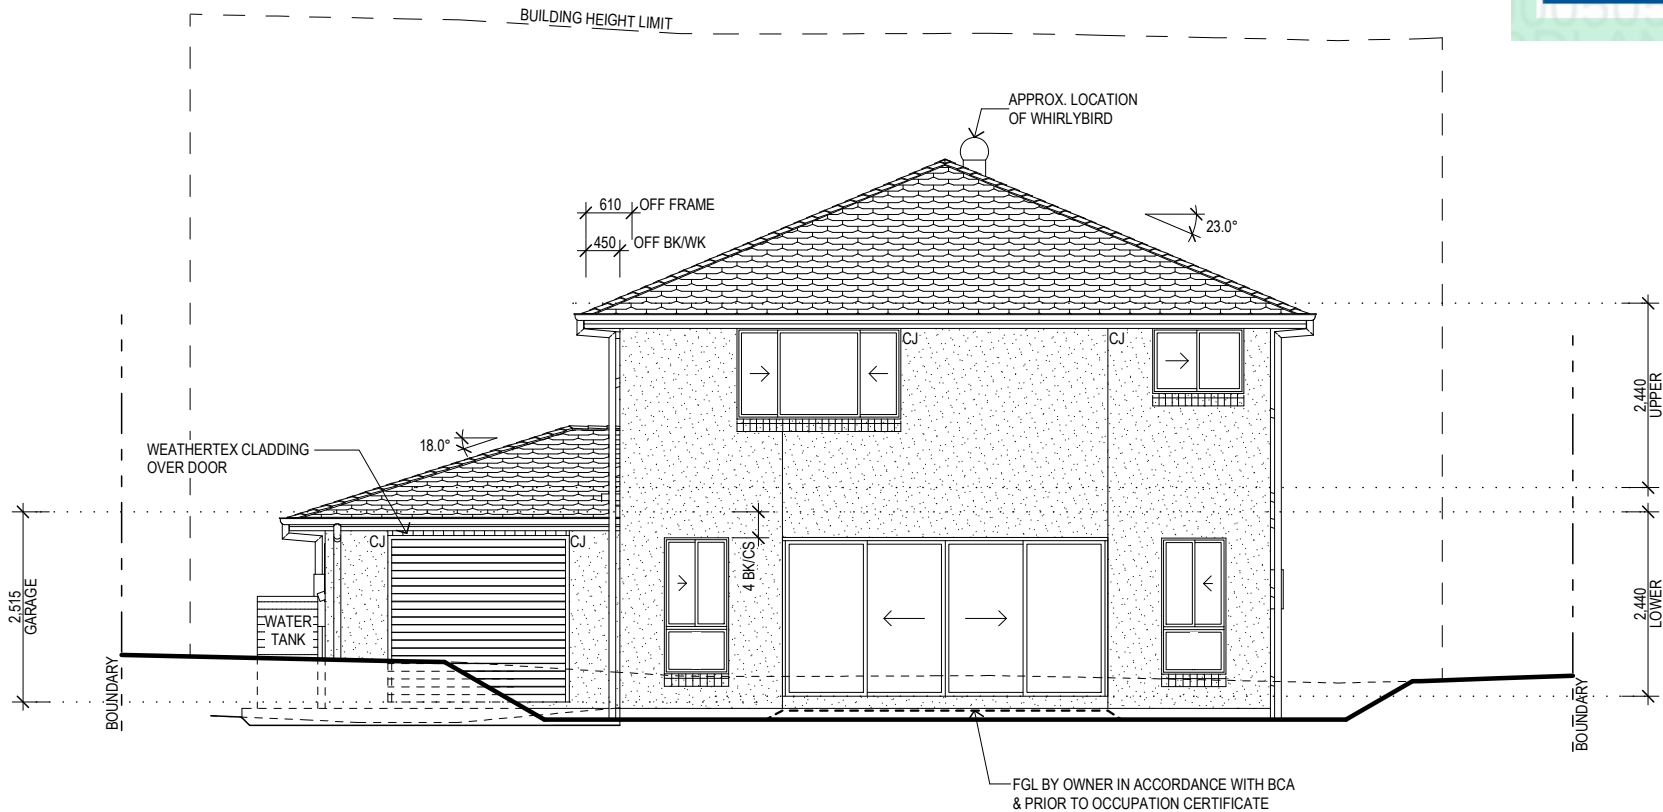 BUILDING HEIGHT LIMIT
APPROX. LOCATION
OF WHIRLYBIRD
610 OFF FRAME
450 OFF BK/WK
23.0°
CJ
CJ
2,440
UPPER
WEATHERTEX CLADDING
OVER DOOR
18.0°
CJ
CJ
4 BK/CS
2,515
GARAGE
WATER
TANK
2,440
LOWER
BOUNDARY
BOUNDARY
FGL BY OWNER IN ACCORDANCE WITH BCA
& PRIOR TO OCCUPATION CERTIFICATE